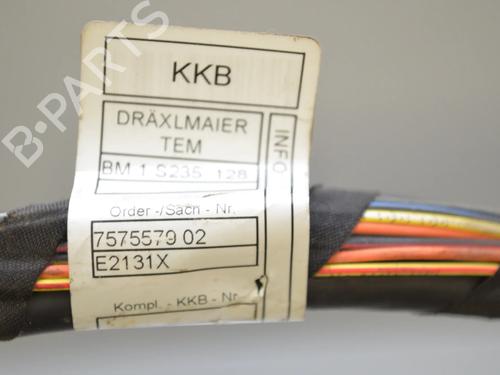 B-PARTS
KKB
DRÄXLMAIER
TEM
BM 1 S235 128
INFO
Order -/Sach - Nr.
7575579 02
E2131X
Kompl. - KKB - Nr